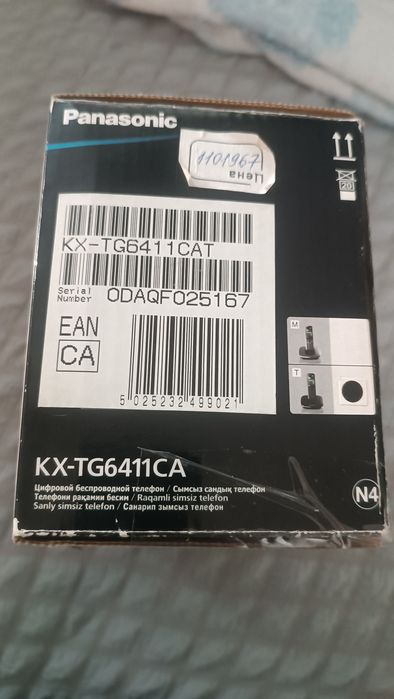 Panasonic
1101967
Цена
20
KX-TG6411CAT
Serial
Number
0DAQF025167
EAN
CA
5 025232 499021
M
T
KX-TG6411CA
Цифровой беспроводной телефон / Сымсыз сандық телефон
Телефони рақамии бесим / Raqamli simsiz telefon
Sanly simsiz telefon / Санарип зымсыз телефон
N4